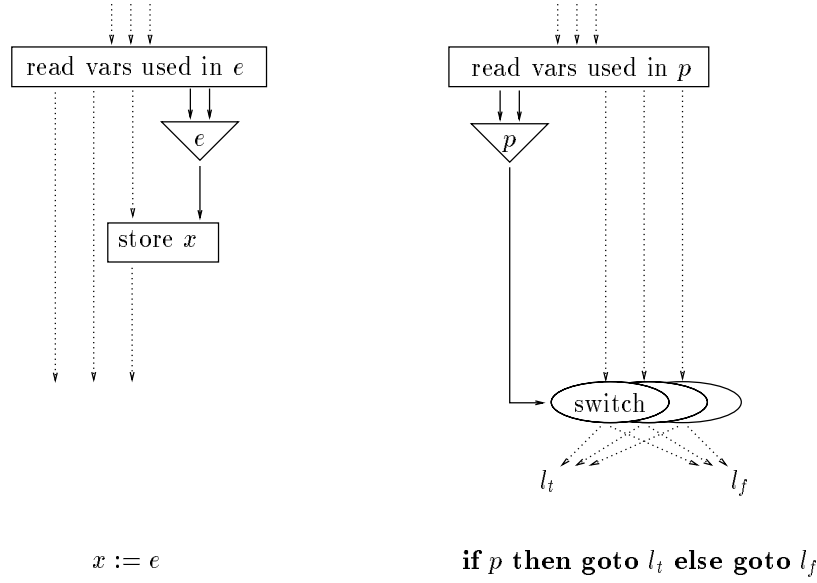 read vars used in e
e
store x
x := e
read vars used in p
p
switch
l_t
l_f
if p then goto l_t else goto l_f